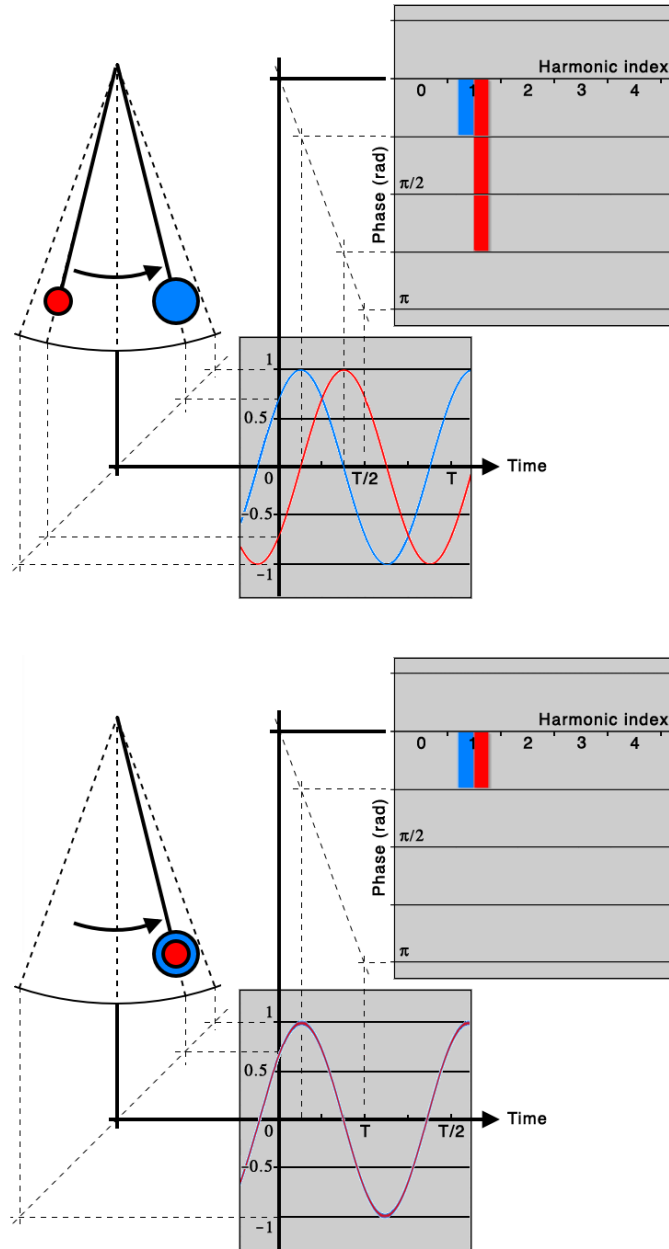 Harmonic index
0 1 2 3 4
Phase (rad)
π/2
π
1
0.5
0
T/2
T
Time
-0.5
-1
Harmonic index
0 1 2 3 4
Phase (rad)
π/2
π
1
0.5
0
T
T/2
Time
-0.5
-1